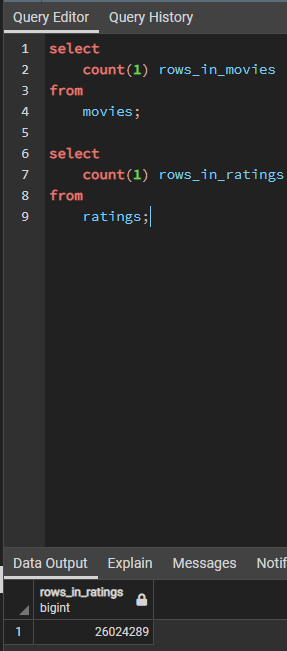 Query Editor Query History
1 select
2 count(1) rows_in_movies
3 from
4 movies;
5
6 select
7 count(1) rows_in_ratings
8 from
9 ratings;
Data Output Explain Messages Notif
rows_in_ratings
bigint
1 26024289